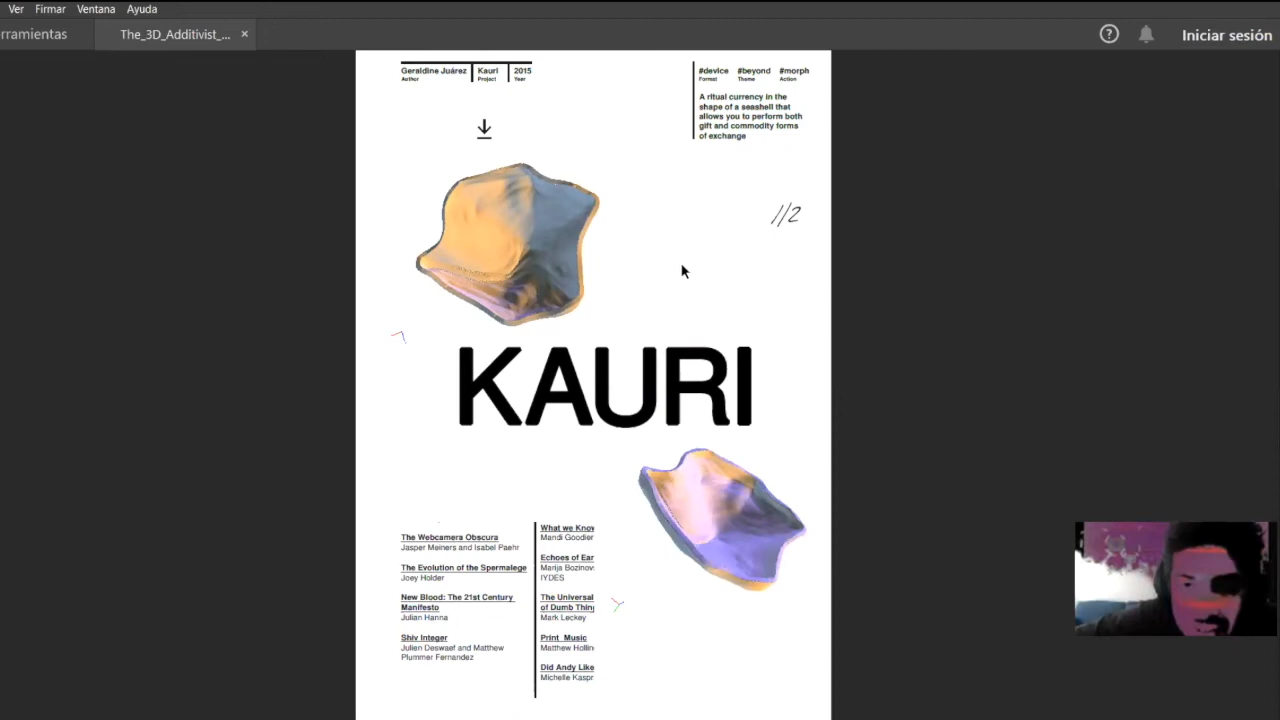 Ver Firmar Ventana Ayuda
rramientas The_3D_Additivist_... × Iniciar sesión
Geraldine Juárez Kauri 2015
Author Project Year
#device #beyond #morph
Format Theme Action
A ritual currency in the
shape of a seashell that
allows you to perform both
gift and commodity forms
of exchange
1/2
KAURI
The Webcamera Obscura
Jasper Meiners and Isabel Paehr
The Evolution of the Spermalege
Joey Holder
New Blood: The 21st Century
Manifesto
Julian Hanna
Shiv Integer
Julien Deswaef and Matthew
Plummer Fernandez
What we Know
Mandi Goodier
Echoes of Ear
Marija Bozinov
IYDES
The Universal
of Dumb Thing
Mark Leckey
Print Music
Matthew Hollin
Did Andy Like
Michelle Kaspr